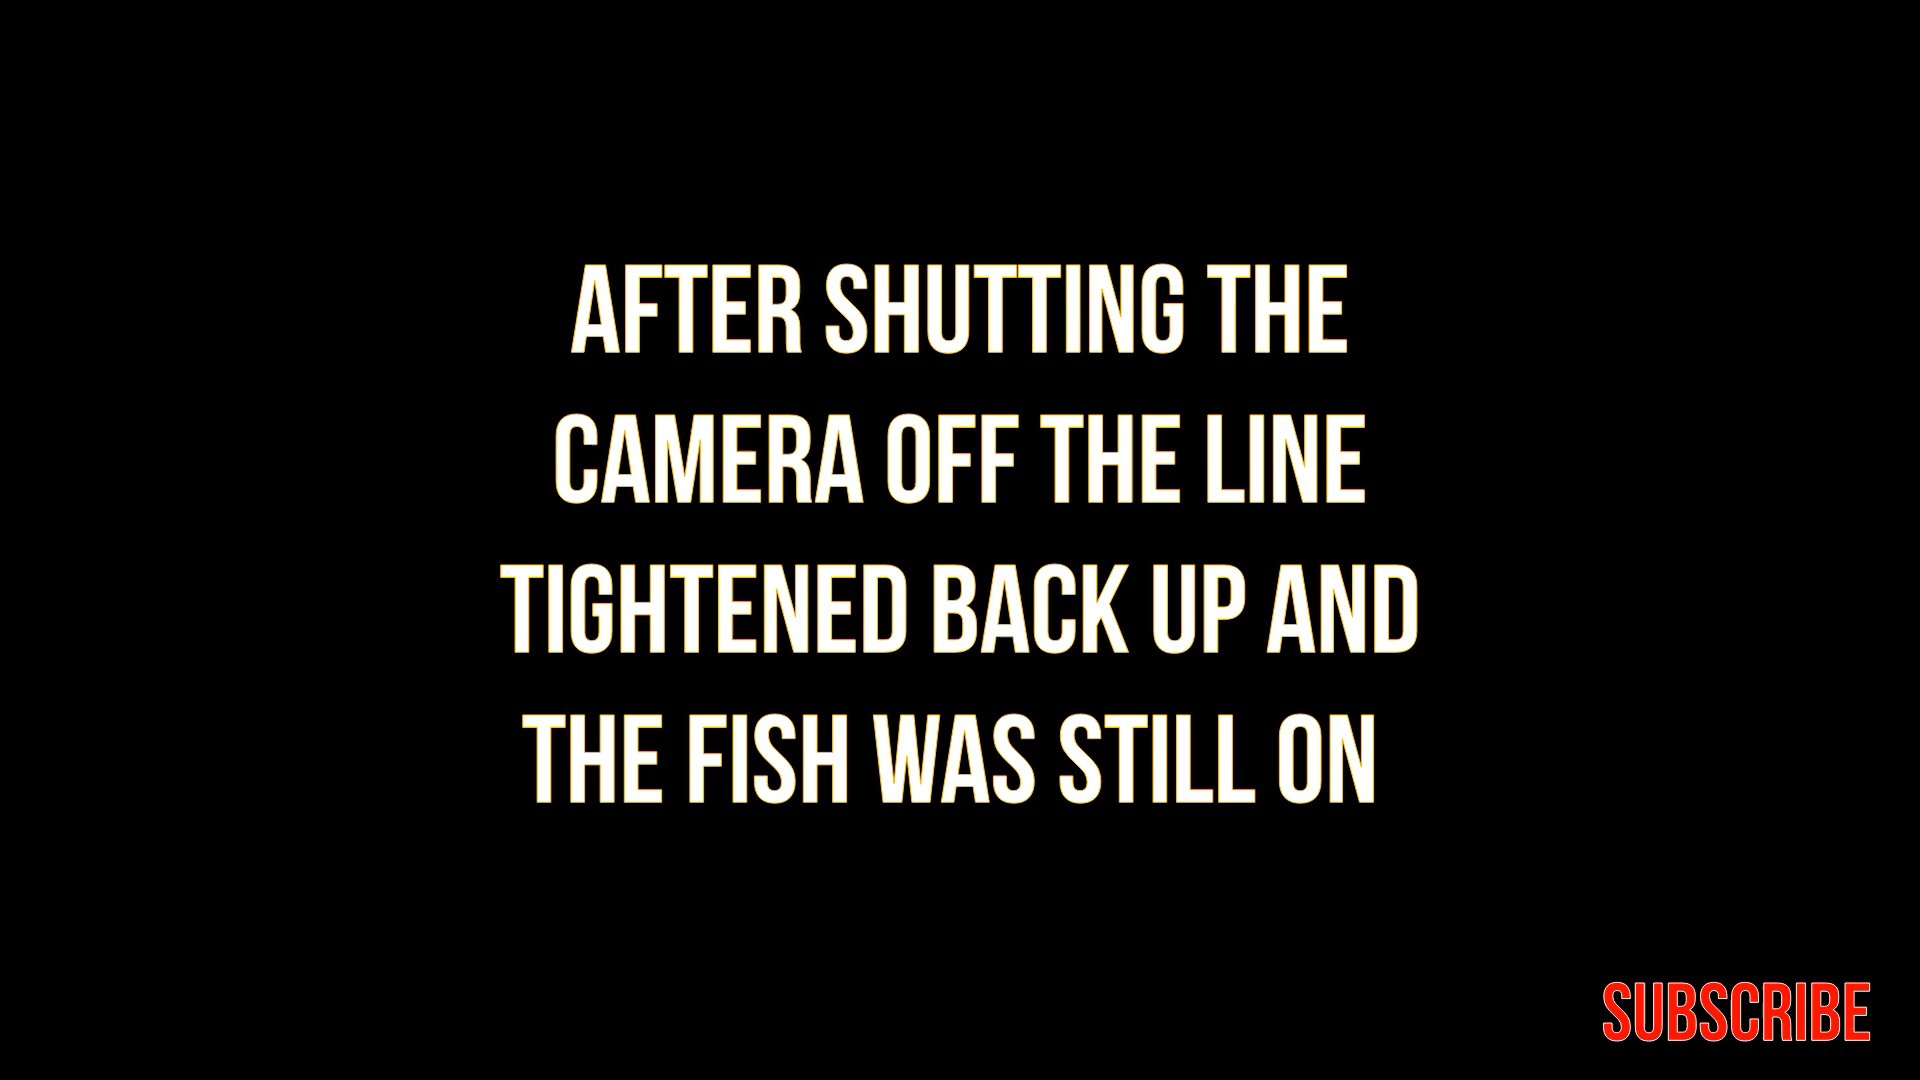 AFTER SHUTTING THE
CAMERA OFF THE LINE
TIGHTENED BACK UP AND
THE FISH WAS STILL ON
SUBSCRIBE